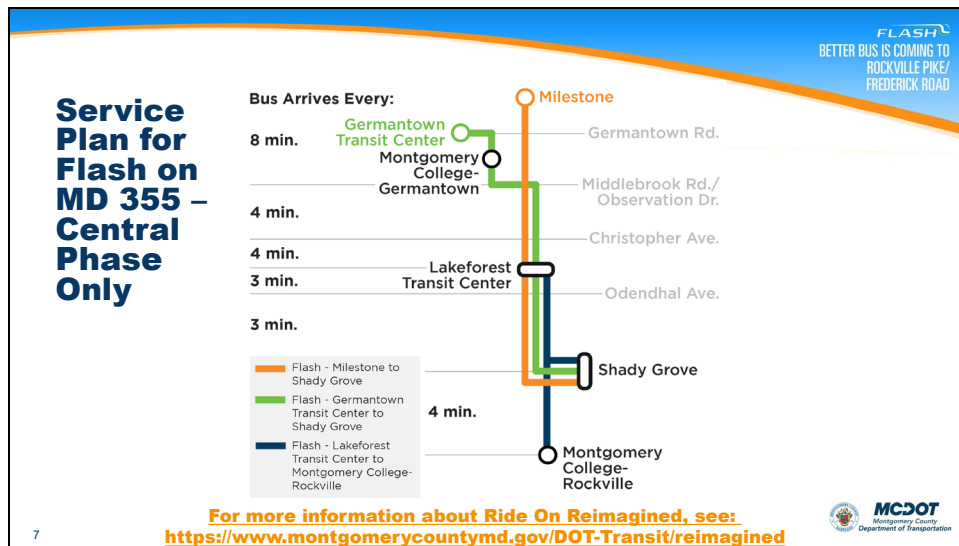 FLASH
BETTER BUS IS COMING TO
ROCKVILLE PIKE/
FREDERICK ROAD
Service
Plan for
Flash on
MD 355 –
Central
Phase
Only
Bus Arrives Every:
8 min.
4 min.
4 min.
3 min.
3 min.
4 min.
Milestone
Germantown
Transit Center
Montgomery
College-
Germantown
Germantown Rd.
Middlebrook Rd./
Observation Dr.
Christopher Ave.
Lakeforest
Transit Center
Odendhal Ave.
Shady Grove
Montgomery
College-
Rockville
Flash - Milestone to
Shady Grove
Flash - Germantown
Transit Center to
Shady Grove
Flash - Lakeforest
Transit Center to
Montgomery College-
Rockville
For more information about Ride On Reimagined, see:
https://www.montgomerycountymd.gov/DOT-Transit/reimagined
7
MCDOT
Montgomery County
Department of Transportation